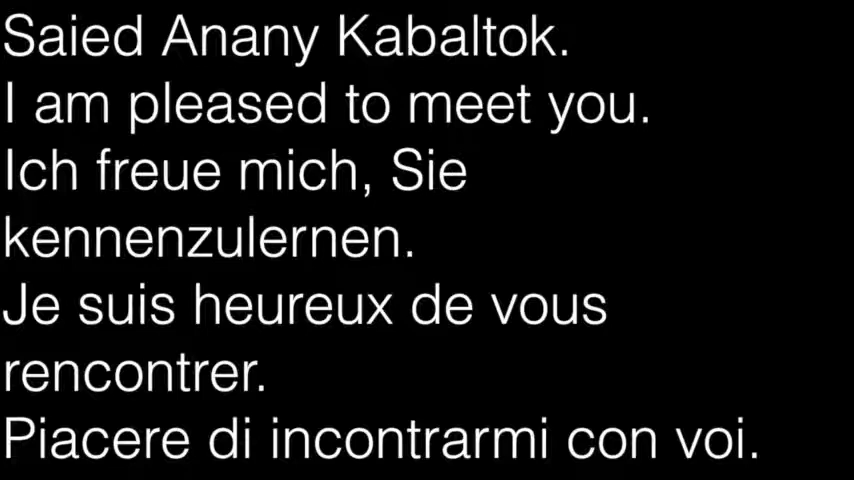 Saied Anany Kabaltok.
I am pleased to meet you.
Ich freue mich, Sie
kennenzulernen.
Je suis heureux de vous
rencontrer.
Piacere di incontrarmi con voi.